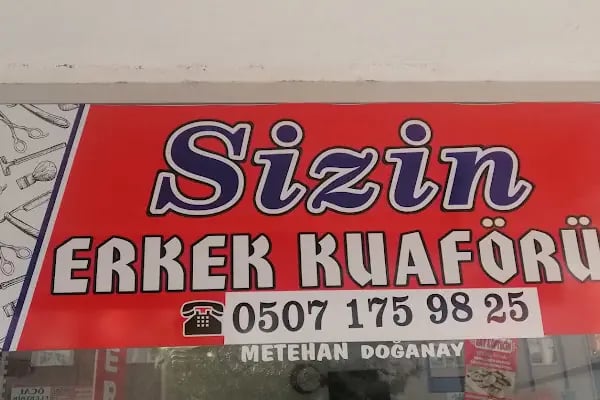 Sizin
ERKEK KUAFÖRÜ
0507 175 98 25
METEHAN DOĞANAY